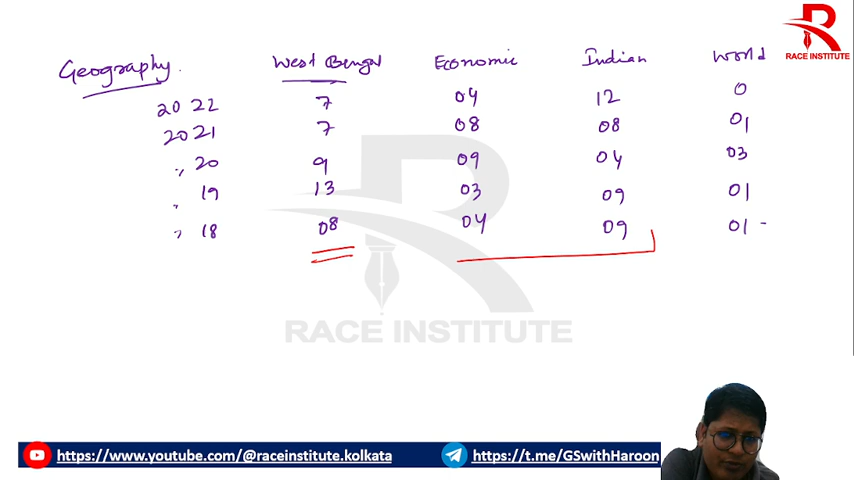 RACE INSTITUTE
Geography. West Bengal Economic Indian World
2022 7 04 12 0
2021 7 08 08 01
" 20 9 09 04 03
" 19 13 03 09 01
" 18 08 04 09 01 -
RACE INSTITUTE
https://www.youtube.com/@raceinstitute.kolkata https://t.me/GSwithHaroon